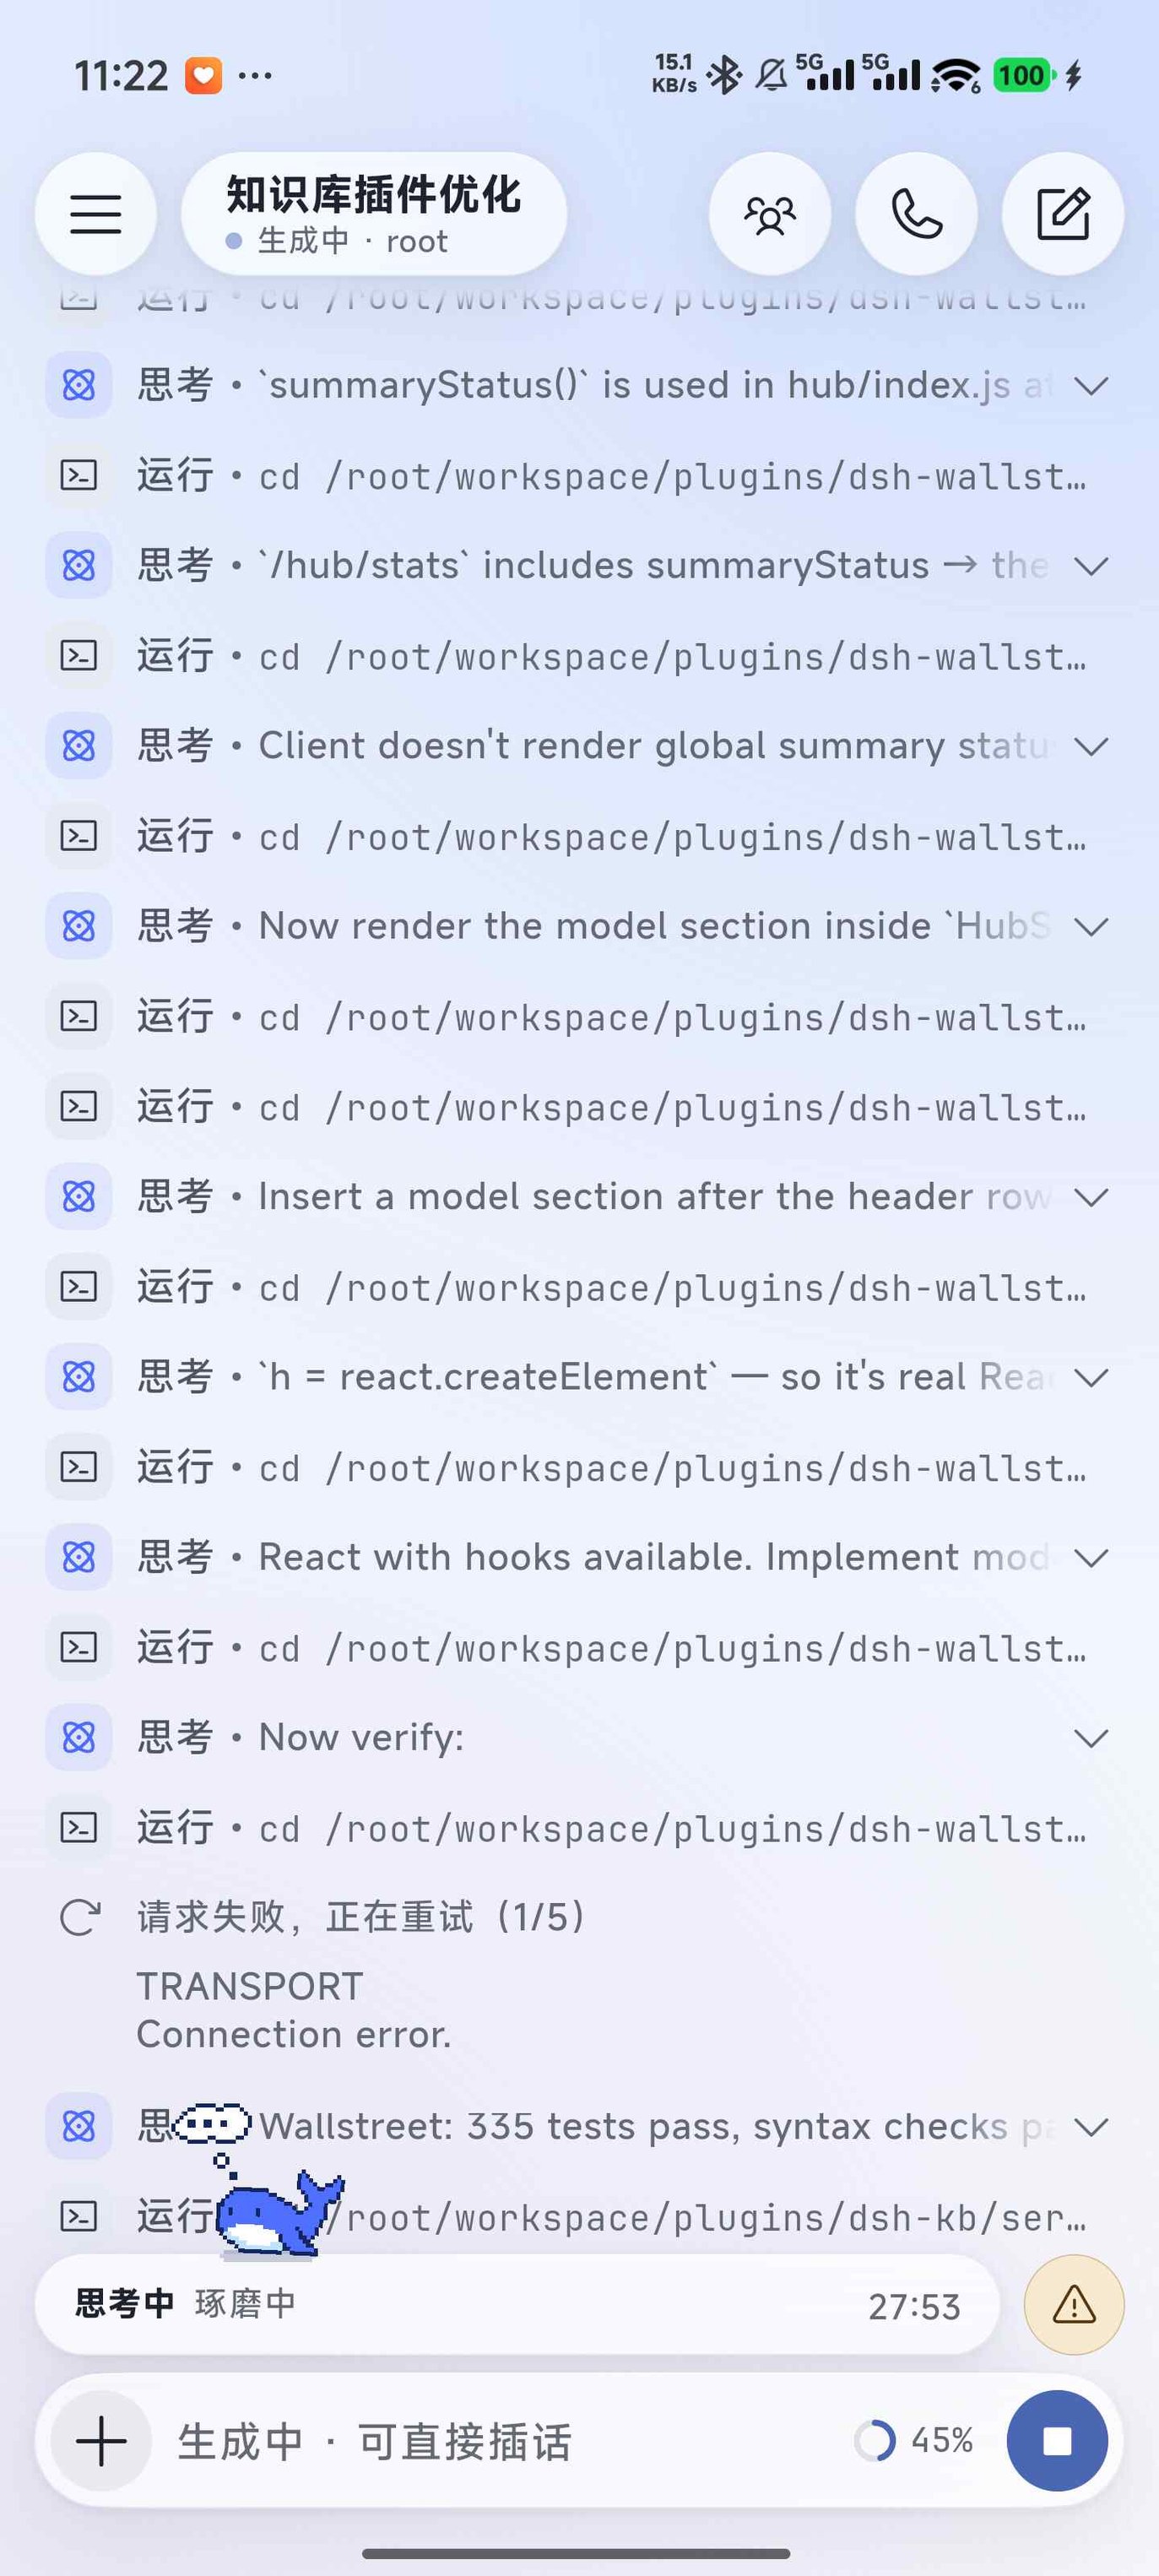 11:22
15.1 KB/s 5G 5G 6 100
知识库插件优化
生成中 · root
运行 · cd /root/workspace/plugins/dsh-wallst…
思考 · `summaryStatus()` is used in hub/index.js at
运行 · cd /root/workspace/plugins/dsh-wallst…
思考 · `/hub/stats` includes summaryStatus → the
运行 · cd /root/workspace/plugins/dsh-wallst…
思考 · Client doesn't render global summary statu
运行 · cd /root/workspace/plugins/dsh-wallst…
思考 · Now render the model section inside `HubS
运行 · cd /root/workspace/plugins/dsh-wallst…
运行 · cd /root/workspace/plugins/dsh-wallst…
思考 · Insert a model section after the header row
运行 · cd /root/workspace/plugins/dsh-wallst…
思考 · `h = react.createElement` — so it's real Reac
运行 · cd /root/workspace/plugins/dsh-wallst…
思考 · React with hooks available. Implement mod
运行 · cd /root/workspace/plugins/dsh-wallst…
思考 · Now verify:
运行 · cd /root/workspace/plugins/dsh-wallst…
请求失败，正在重试（1/5）
TRANSPORT
Connection error.
思 Wallstreet: 335 tests pass, syntax checks pa
运行 /root/workspace/plugins/dsh-kb/ser…
思考中 琢磨中 27:53
生成中 · 可直接插话 45%